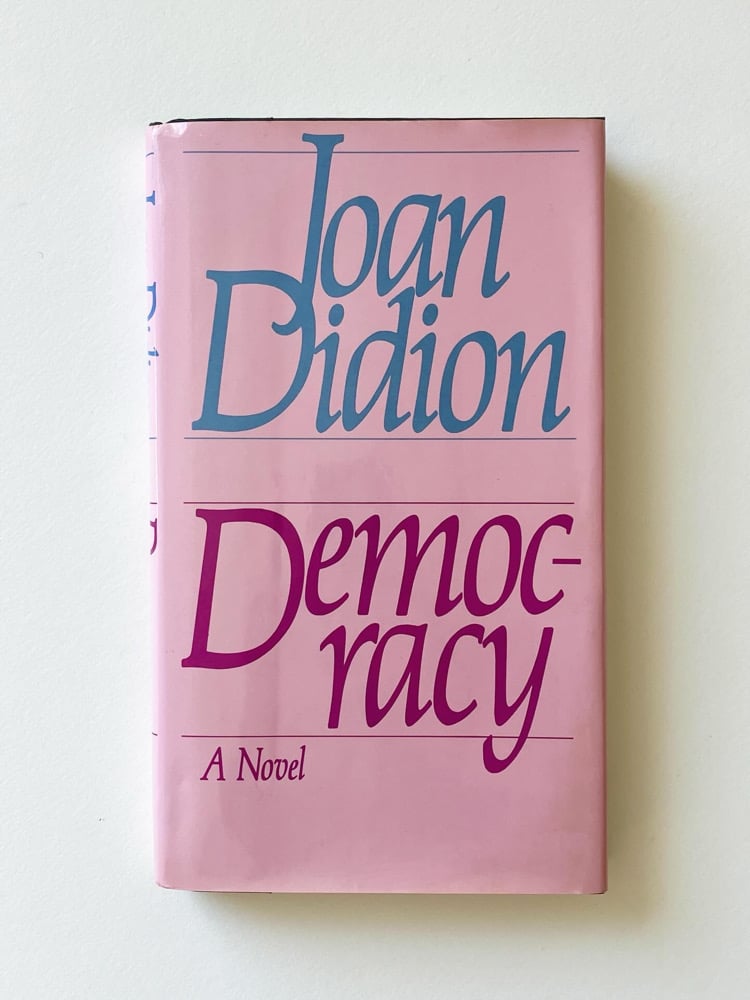 Joan
Didion
Democ-
racy
A Novel